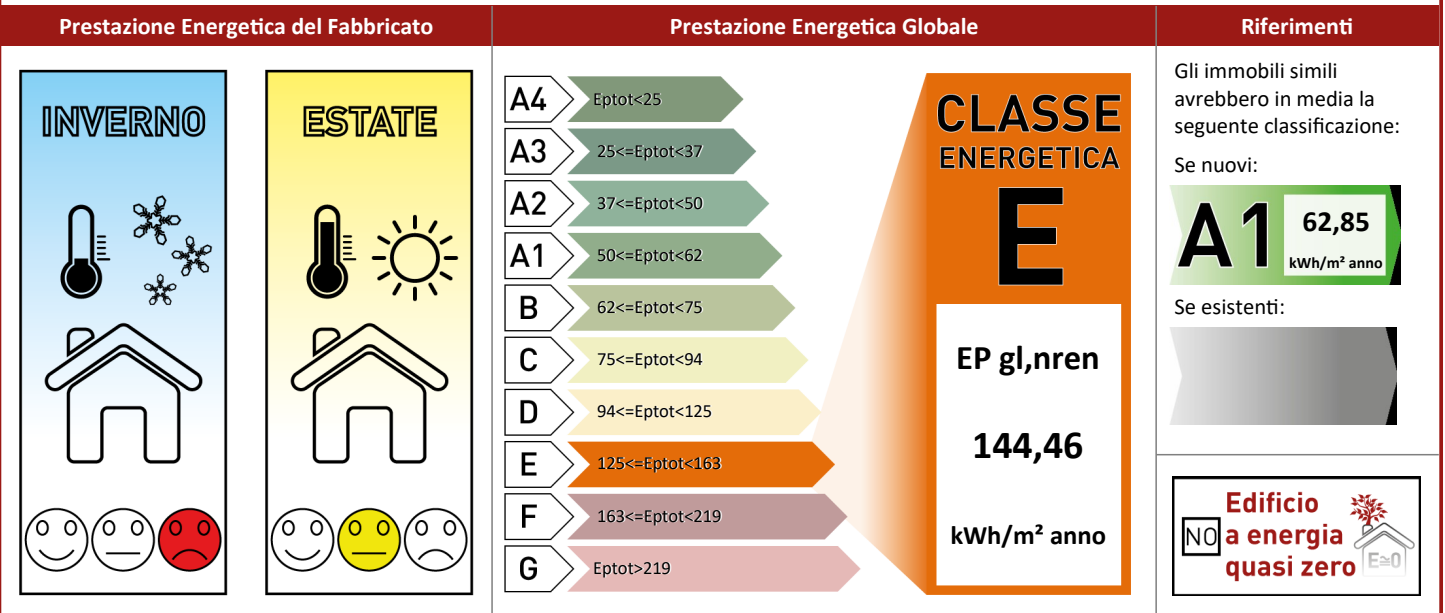 Prestazione Energetica del Fabbricato
INVERNO
ESTATE
Prestazione Energetica Globale
A4 Eptot<25
A3 25<=Eptot<37
A2 37<=Eptot<50
A1 50<=Eptot<62
B 62<=Eptot<75
C 75<=Eptot<94
D 94<=Eptot<125
E 125<=Eptot<163
F 163<=Eptot<219
G Eptot>219
CLASSE
ENERGETICA
E
EP gl,nren
144,46
kWh/m² anno
Riferimenti
Gli immobili simili
avrebbero in media la
seguente classificazione:
Se nuovi:
A1 62,85
kWh/m² anno
Se esistenti:
Edificio
NO a energia
quasi zero
E≅0